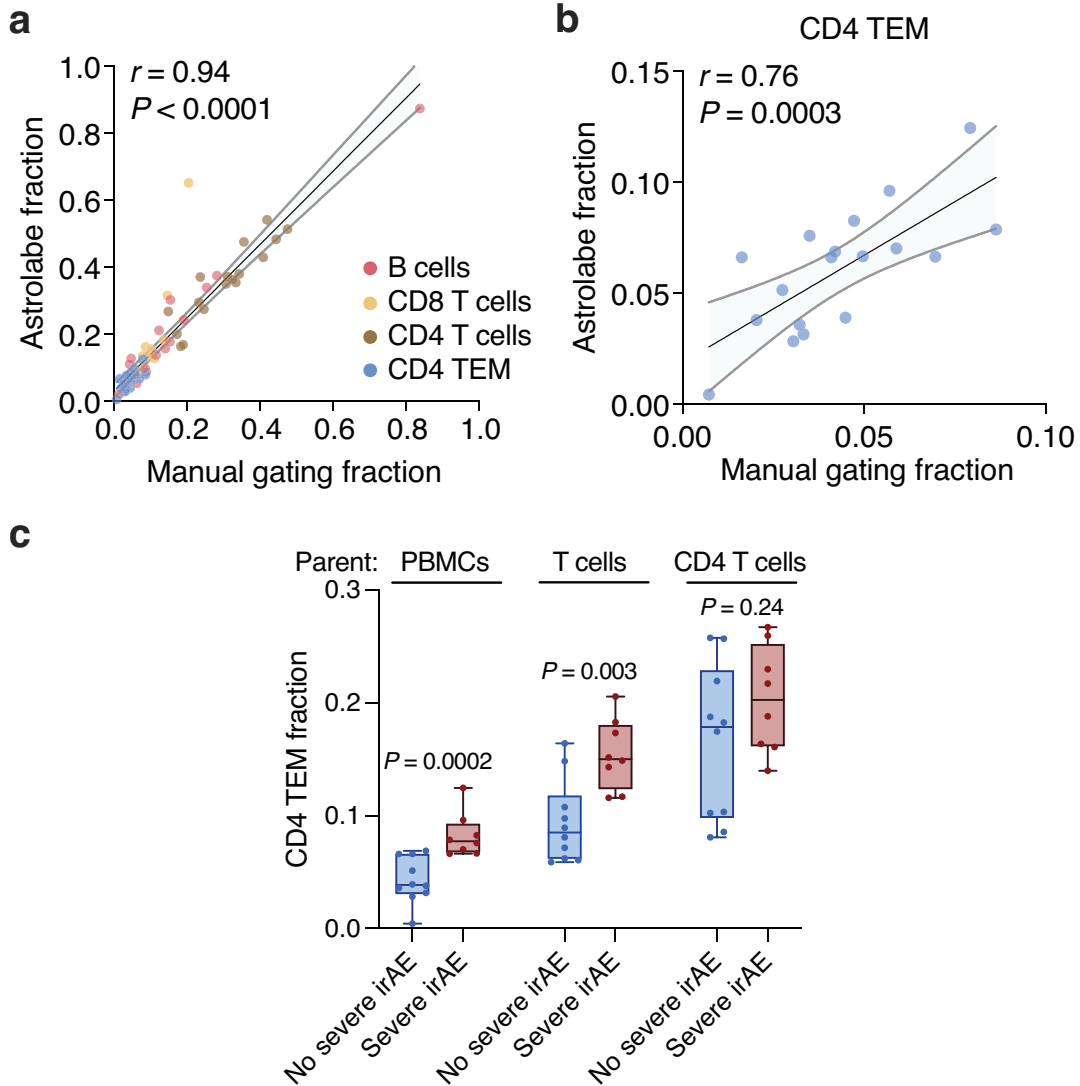 a
r = 0.94
P < 0.0001
1.0
0.8
0.6
0.4
0.2
0.0
Astrolabe fraction
B cells
CD8 T cells
CD4 T cells
CD4 TEM
0.0 0.2 0.4 0.6 0.8 1.0
Manual gating fraction
b
CD4 TEM
r = 0.76
P = 0.0003
0.15
0.10
0.05
0.00
Astrolabe fraction
0.00 0.05 0.10
Manual gating fraction
c
Parent: PBMCs T cells CD4 T cells
0.3
0.2
0.1
0.0
CD4 TEM fraction
P = 0.0002
P = 0.003
P = 0.24
No severe irAE
Severe irAE
No severe irAE
Severe irAE
No severe irAE
Severe irAE